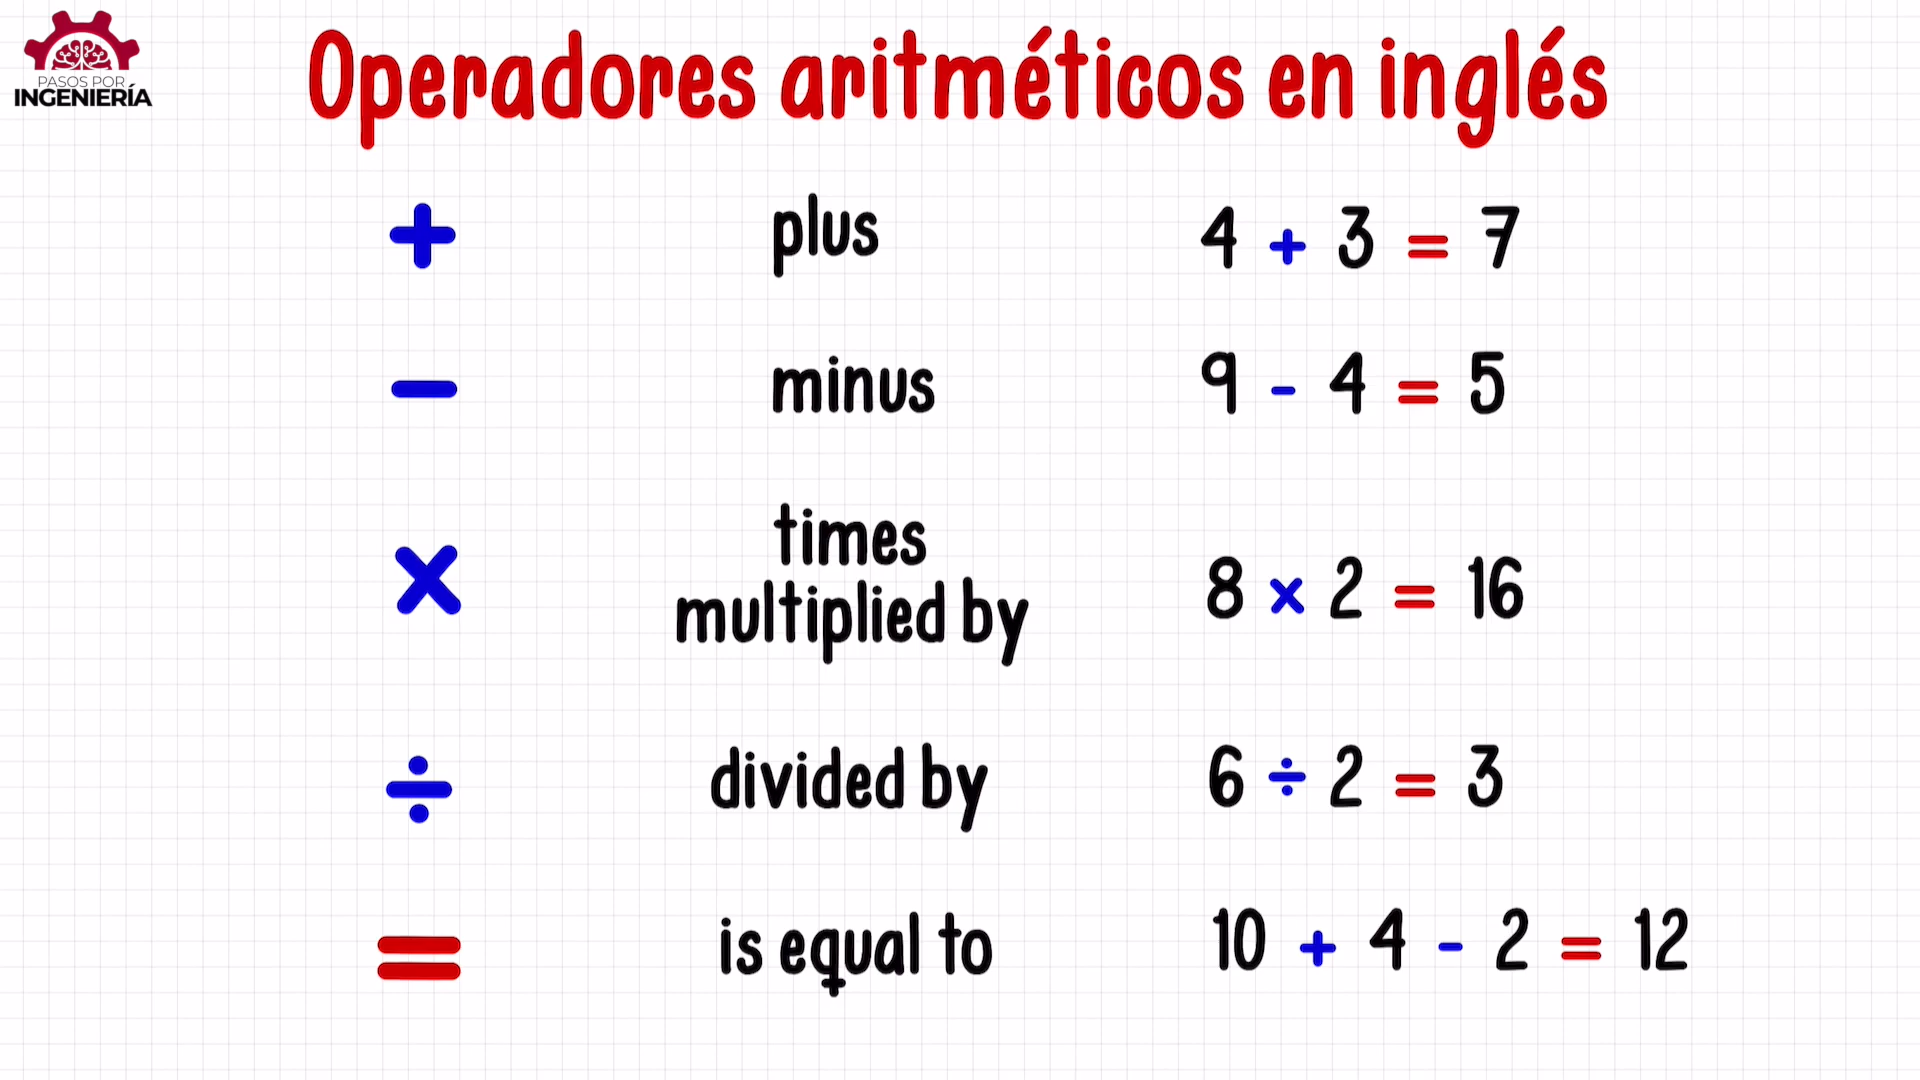 PASOS POR
INGENIERÍA
Operadores aritméticos en inglés
+ plus 4 + 3 = 7
− minus 9 - 4 = 5
× times
multiplied by 8 × 2 = 16
÷ divided by 6 ÷ 2 = 3
= is equal to 10 + 4 - 2 = 12